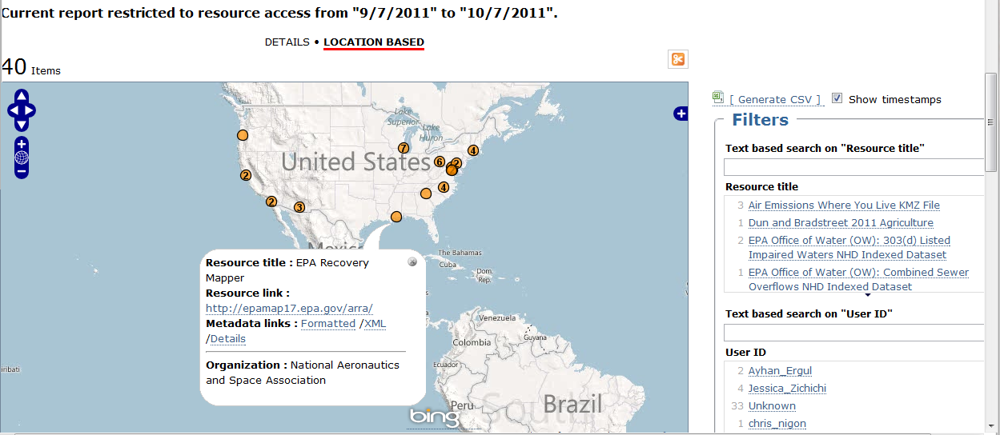 Current report restricted to resource access from "9/7/2011" to "10/7/2011".
DETAILS • LOCATION BASED
40 Items
[ Generate CSV ] Show timestamps
Filters
Text based search on "Resource title"
Resource title
3 Air Emissions Where You Live KMZ File
1 Dun and Bradstreet 2011 Agriculture
2 EPA Office of Water (OW): 303(d) Listed
Impaired Waters NHD Indexed Dataset
1 EPA Office of Water (OW): Combined Sewer
Overflows NHD Indexed Dataset
Text based search on "User ID"
User ID
2 Ayhan_Ergul
4 Jessica_Zichichi
33 Unknown
1 chris_nigon
Lake
Superior
Lake
Huron
United States
7
4
6
2
2
4
2
3
Mexico
The Bahamas
Cuba
Dom.
Rep.
Resource title : EPA Recovery
Mapper
Resource link :
http://epamap17.epa.gov/arra/
Metadata links : Formatted /XML
/Details
Organization : National Aeronautics
and Space Association
Venezuela
Guyana
Colombia
Ecuador
iribati
Peru
South
Brazil
bing